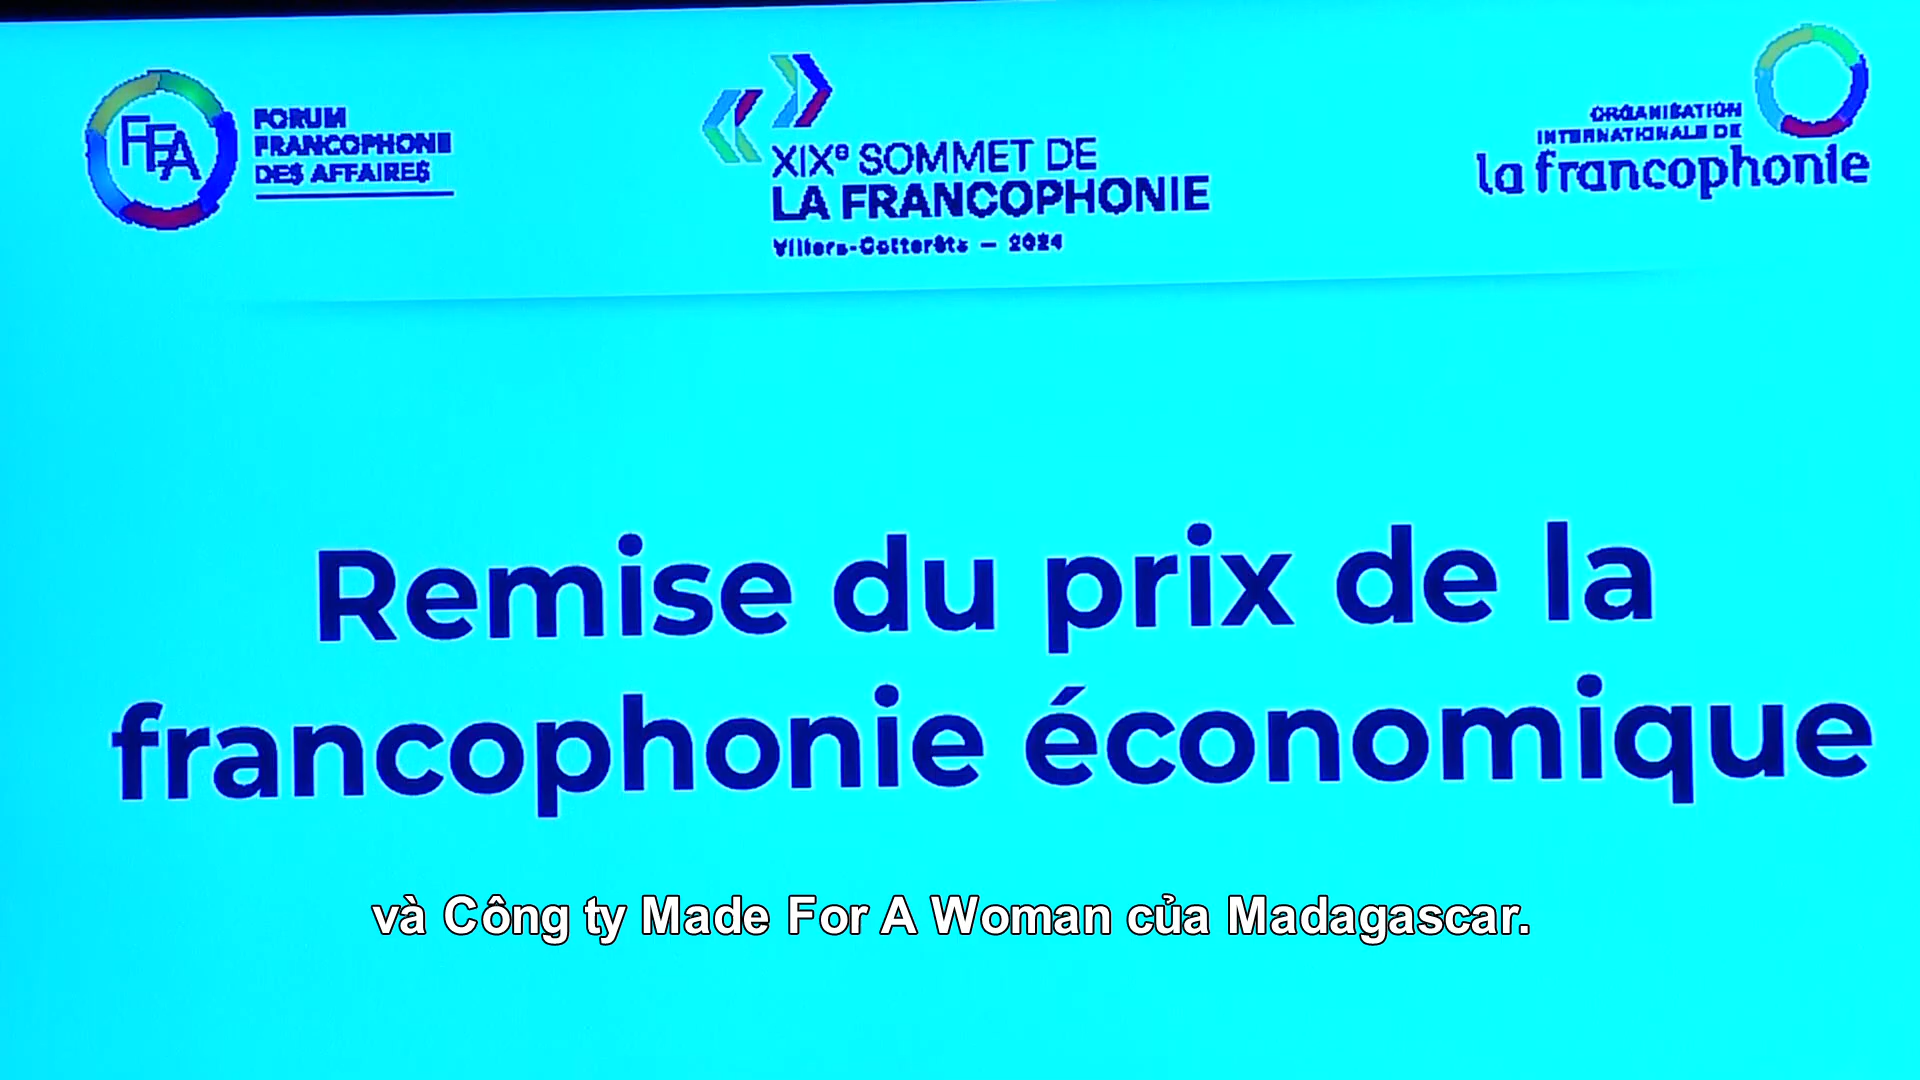 FFA
FORUM
FRANCOPHONE
DES AFFAIRES
XIXe SOMMET DE
LA FRANCOPHONIE
Villers-Cotterêts – 2024
ORGANISATION
INTERNATIONALE DE
la francophonie
Remise du prix de la
francophonie économique
và Công ty Made For A Woman của Madagascar.